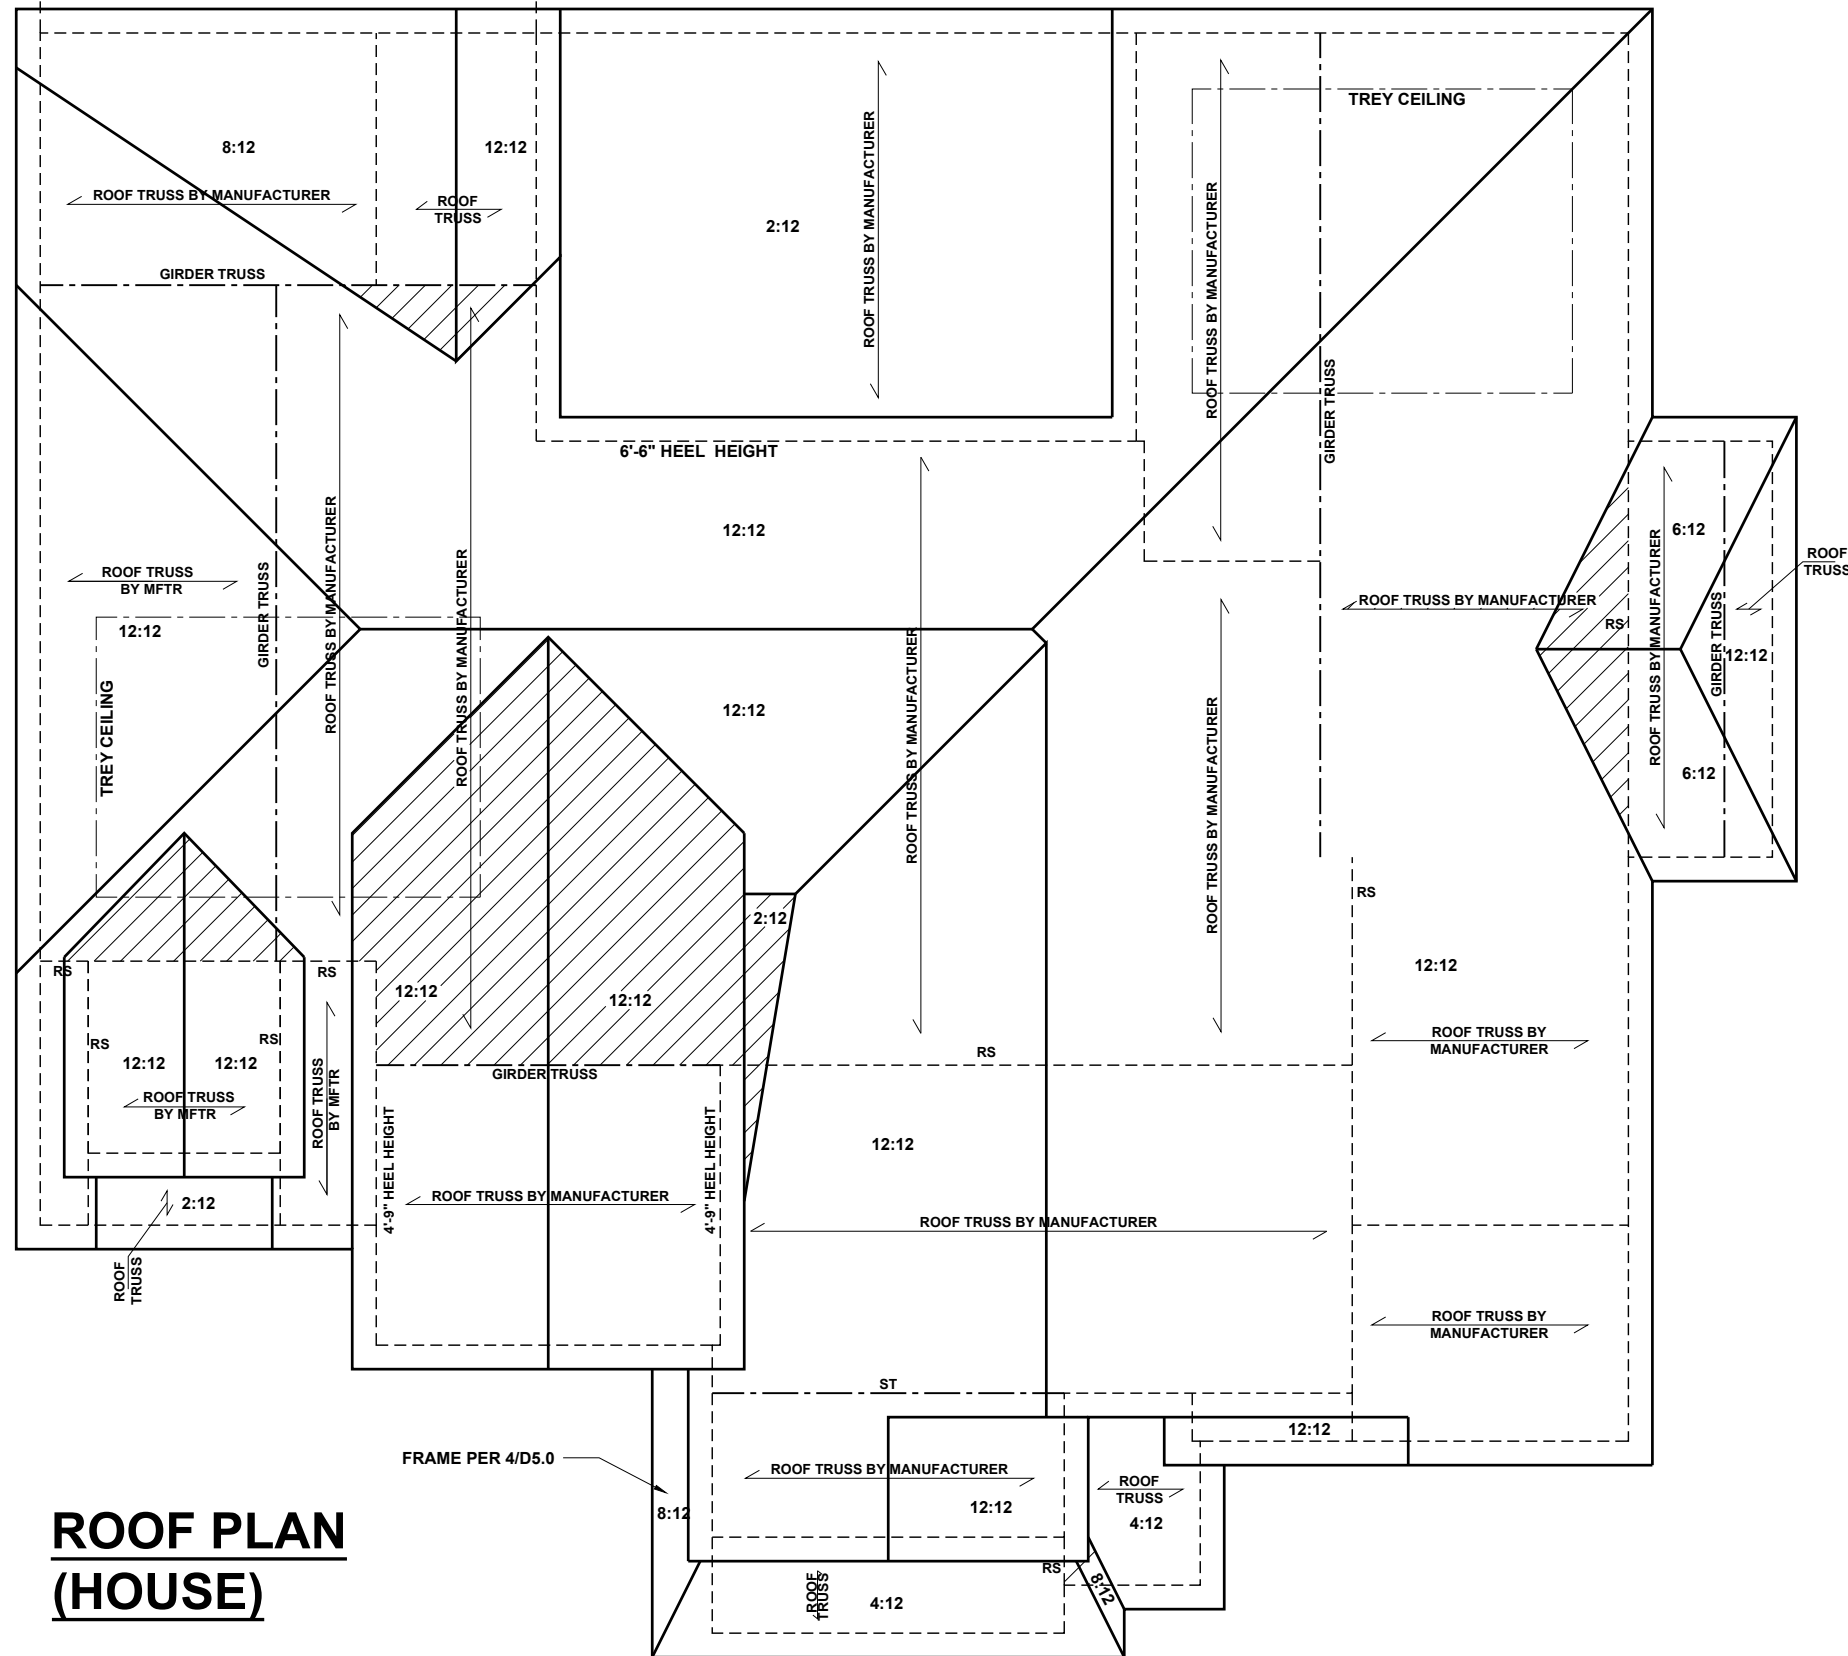 TREY CEILING
8:12
12:12
ROOF TRUSS BY MANUFACTURER
ROOF
TRUSS
2:12
ROOF TRUSS BY MANUFACTURER
ROOF TRUSS BY MANUFACTURER
GIRDER TRUSS
GIRDER TRUSS
6'-6" HEEL HEIGHT
12:12
6:12
ROOF
TRUSS
ROOF TRUSS
BY MFTR
GIRDER TRUSS
ROOF TRUSS BY MANUFACTURER
ROOF TRUSS BY MANUFACTURER
ROOF TRUSS BY MANUFACTURER
RS
ROOF TRUSS BY MANUFACTURER
GIRDER TRUSS
12:12
12:12
TREY CEILING
12:12
ROOF TRUSS BY MANUFACTURER
ROOF TRUSS BY MANUFACTURER
6:12
RS
2:12
12:12
RS
RS
12:12
12:12
ROOF TRUSS BY
MANUFACTURER
RS
RS
RS
12:12
12:12
ROOF TRUSS
BY MFTR
ROOF TRUSS
BY MFTR
GIRDER TRUSS
4'-9" HEEL HEIGHT
4'-9" HEEL HEIGHT
12:12
ROOF TRUSS BY MANUFACTURER
2:12
ROOF TRUSS BY MANUFACTURER
ROOF
TRUSS
ROOF TRUSS BY
MANUFACTURER
ST
12:12
FRAME PER 4/D5.0
ROOF TRUSS BY MANUFACTURER
ROOF
TRUSS
8:12
12:12
4:12
RS
8:12
ROOF
TRUSS
4:12
ROOF PLAN
(HOUSE)